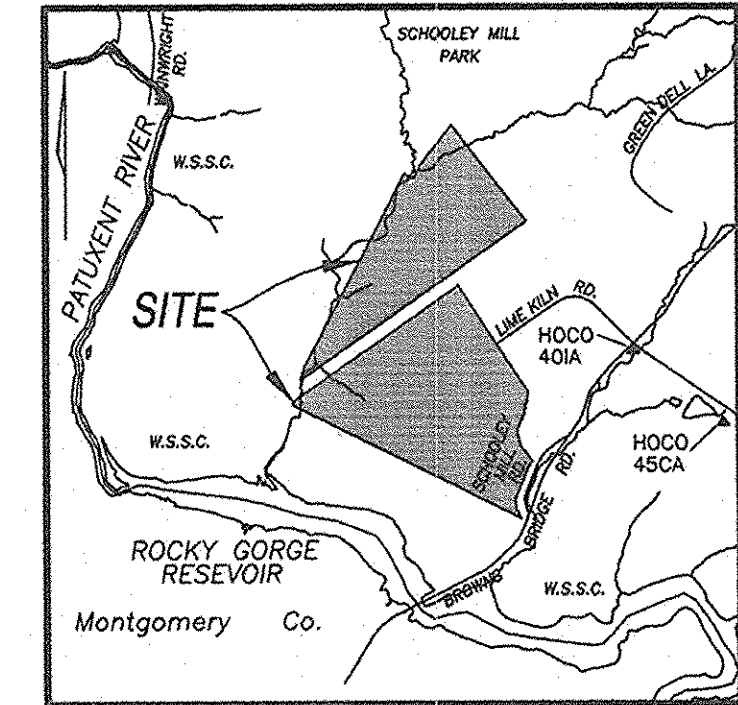 SCHOOLEY MILL
PARK
RD.
W.S.S.C.
GREEN DELL LA.
PATUXENT RIVER
SITE
LIME KILN RD.
HOCO
401A
SCHOOLEY
MILL
RD.
HOCO
45CA
W.S.S.C.
BROWNS BRIDGE RD.
ROCKY GORGE
RESEVOIR
W.S.S.C.
Montgomery Co.